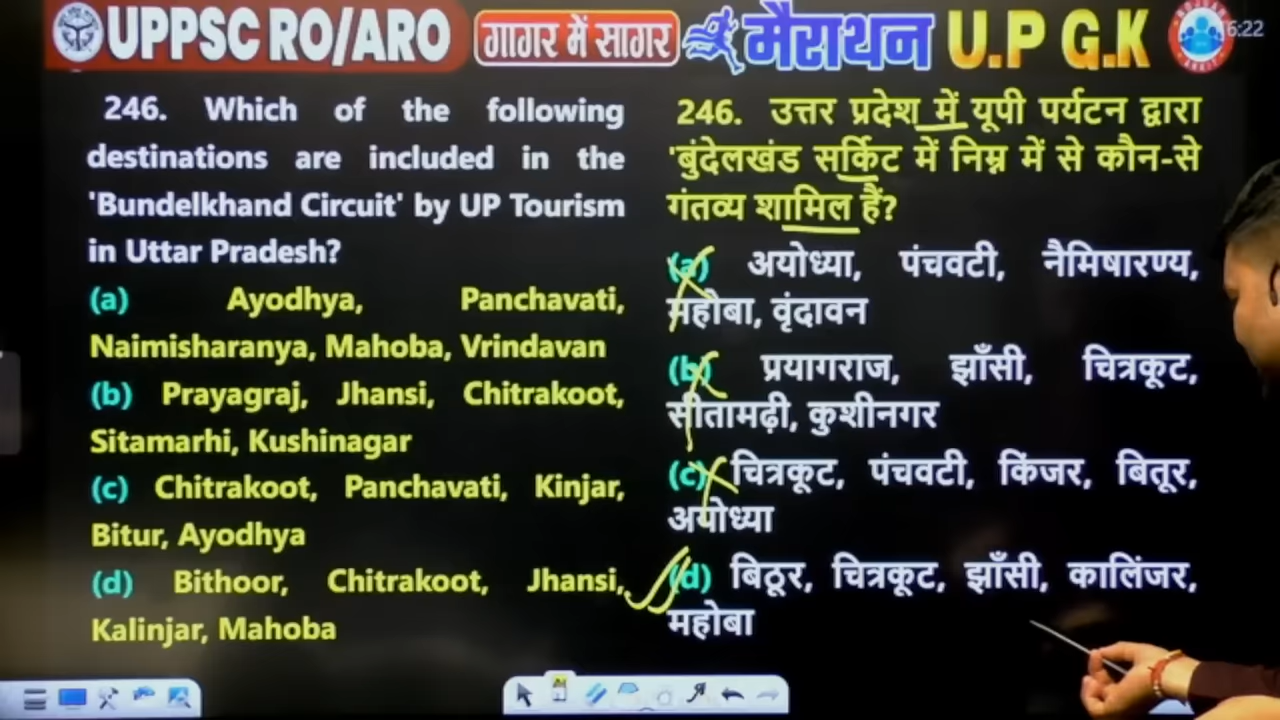 UPPSC RO/ARO गागर में सागर मैराथन U.P G.K
246. Which of the following
destinations are included in the
'Bundelkhand Circuit' by UP Tourism
in Uttar Pradesh?
(a) Ayodhya, Panchavati,
Naimisharanya, Mahoba, Vrindavan
(b) Prayagraj, Jhansi, Chitrakoot,
Sitamarhi, Kushinagar
(c) Chitrakoot, Panchavati, Kinjar,
Bitur, Ayodhya
(d) Bithoor, Chitrakoot, Jhansi,
Kalinjar, Mahoba
246. उत्तर प्रदेश में यूपी पर्यटन द्वारा
'बुंदेलखंड सर्किट में निम्न में से कौन-से
गंतव्य शामिल हैं?
(a) अयोध्या, पंचवटी, नैमिषारण्य,
महोबा, वृंदावन
(b) प्रयागराज, झाँसी, चित्रकूट,
सीतामढ़ी, कुशीनगर
(c) चित्रकूट, पंचवटी, किंजर, बितूर,
अयोध्या
(d) बिठूर, चित्रकूट, झाँसी, कालिंजर,
महोबा